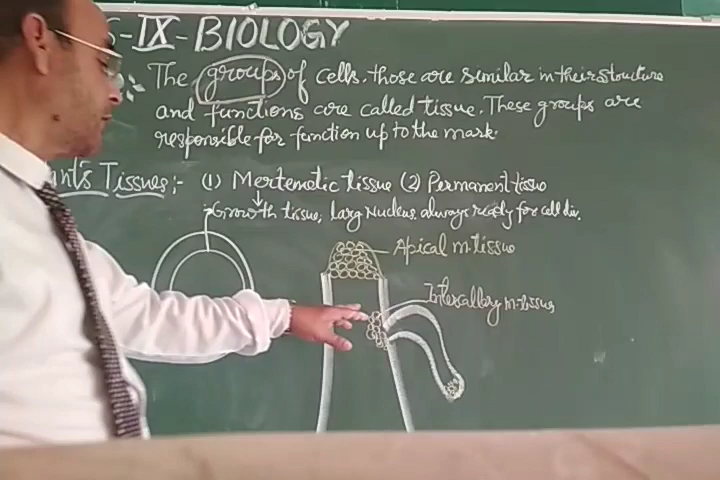 S-IX-BIOLOGY
:- The groups of cells. those are similar in their structure
and functions are called tissue. These groups are
responsible for function up to the mark.
ants Tissues:- (1) Mertematic tissue (2) Permanent tissue
Growth tissue, larg Nucleus, always ready for cell div.
Apical m-tissue
Intercallary m-tissue